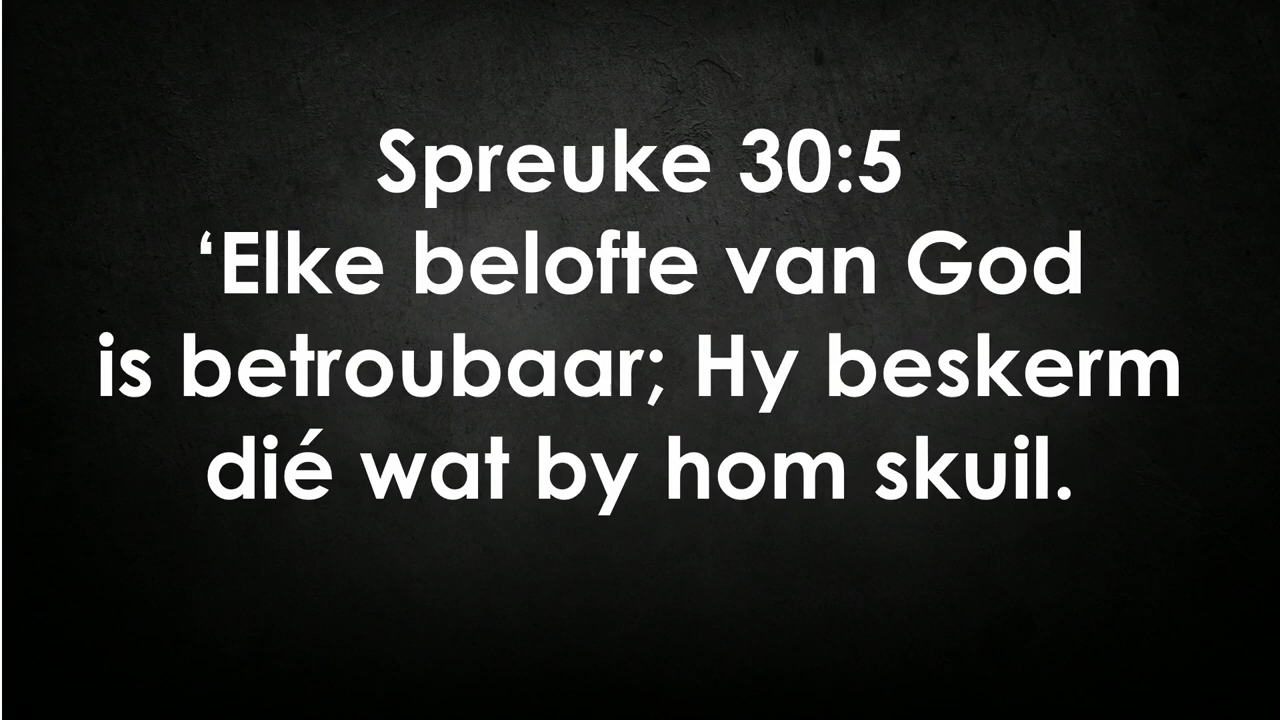 Spreuke 30:5
‘Elke belofte van God
is betroubaar; Hy beskerm
dié wat by hom skuil.